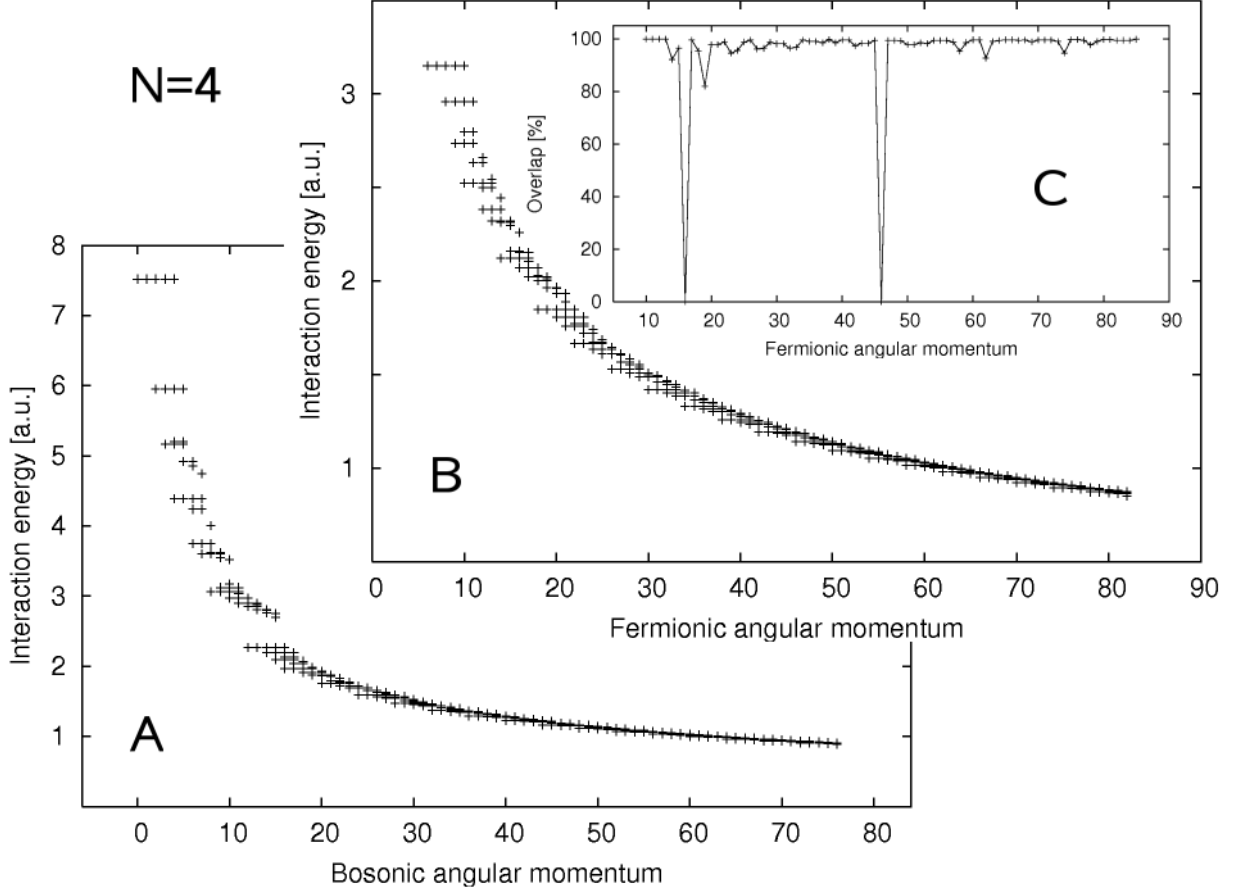 N=4
3
2
1
0 10 20 30 40 50 60 70 80 90
Interaction energy [a.u.]
Fermionic angular momentum
B
100
80
60
40
20
0
10 20 30 40 50 60 70 80 90
Overlap [%]
Fermionic angular momentum
C
8
7
6
5
4
3
2
1
0 10 20 30 40 50 60 70 80
Interaction energy [a.u.]
Bosonic angular momentum
A